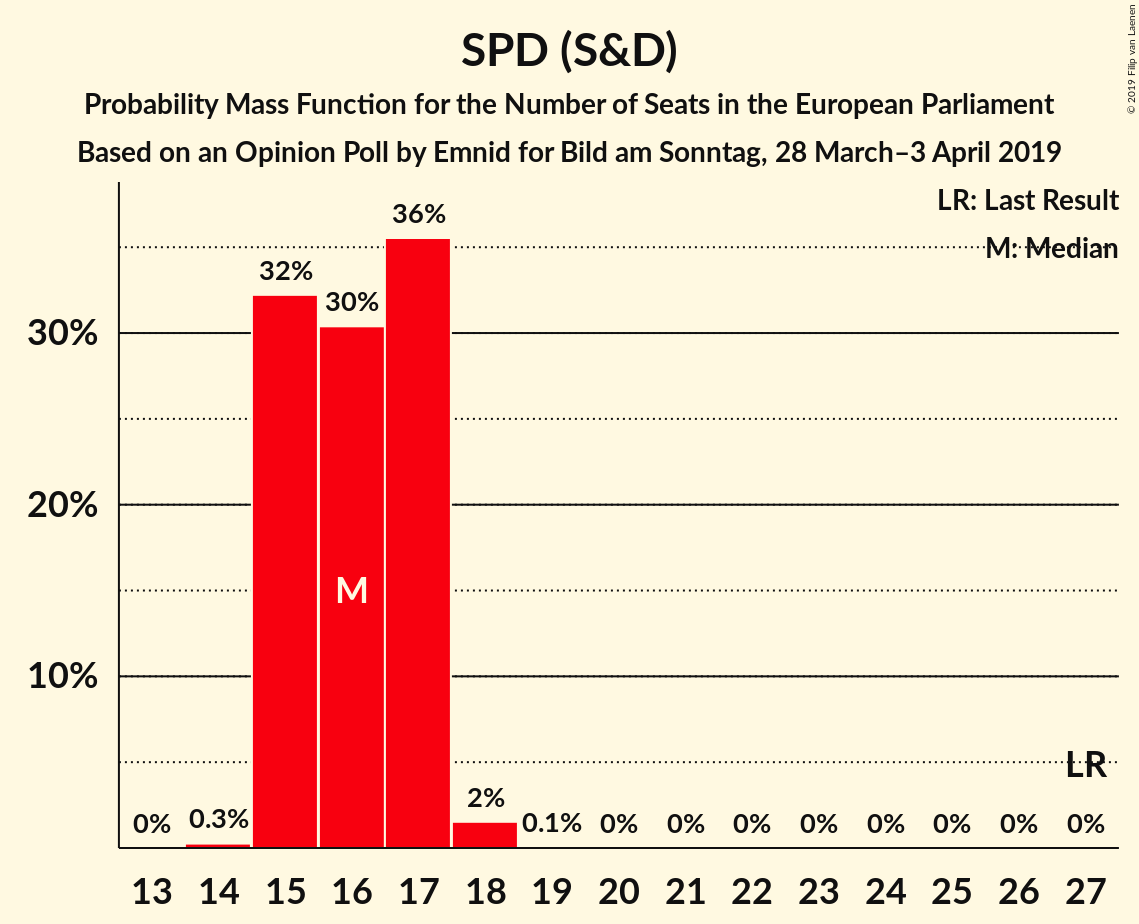 SPD (S&D)
Probability Mass Function for the Number of Seats in the European Parliament
Based on an Opinion Poll by Emnid for Bild am Sonntag, 28 March–3 April 2019
© 2019 Filip van Laenen
LR: Last Result
M: Median
36%
32%
30%
30%
20%
M
10%
LR
0% 0.3% 2% 0.1% 0% 0% 0% 0% 0% 0% 0% 0%
13 14 15 16 17 18 19 20 21 22 23 24 25 26 27